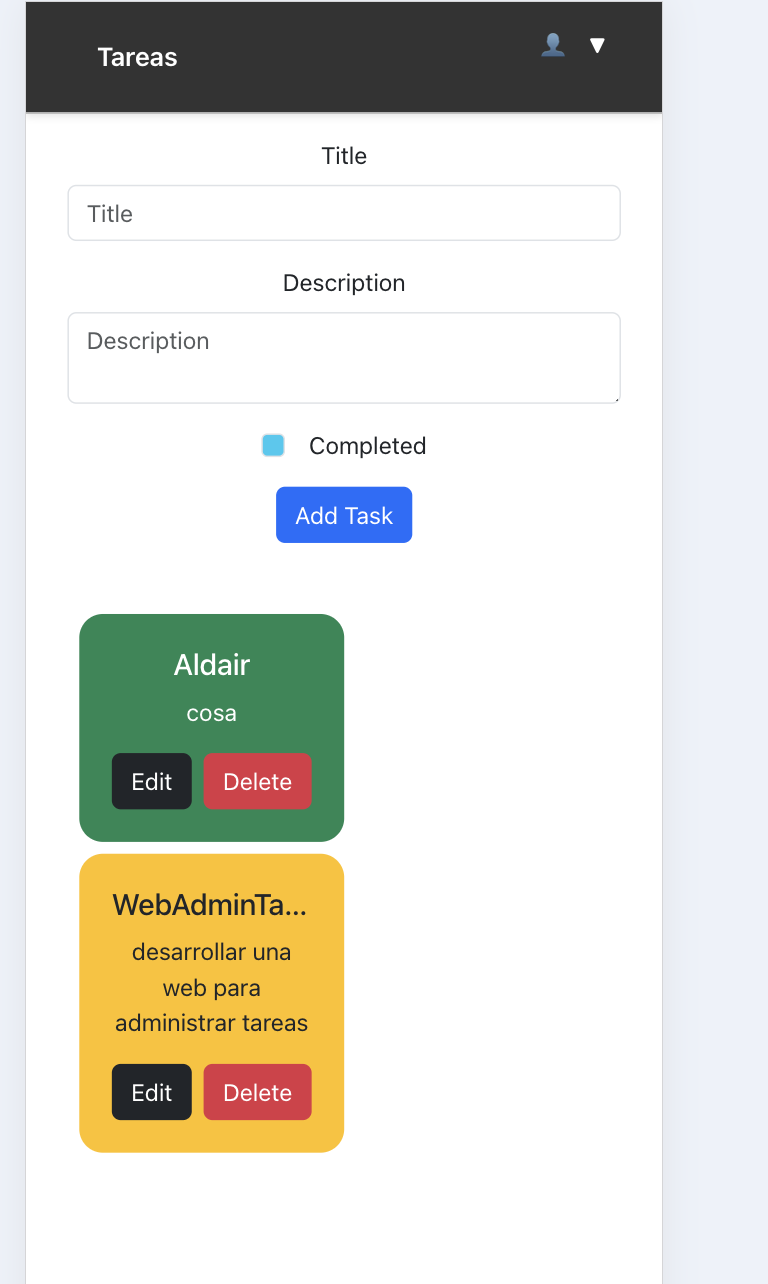 Tareas
Title
Title
Description
Description
Completed
Add Task
Aldair
cosa
Edit Delete
WebAdminTa...
desarrollar una
web para
administrar tareas
Edit Delete